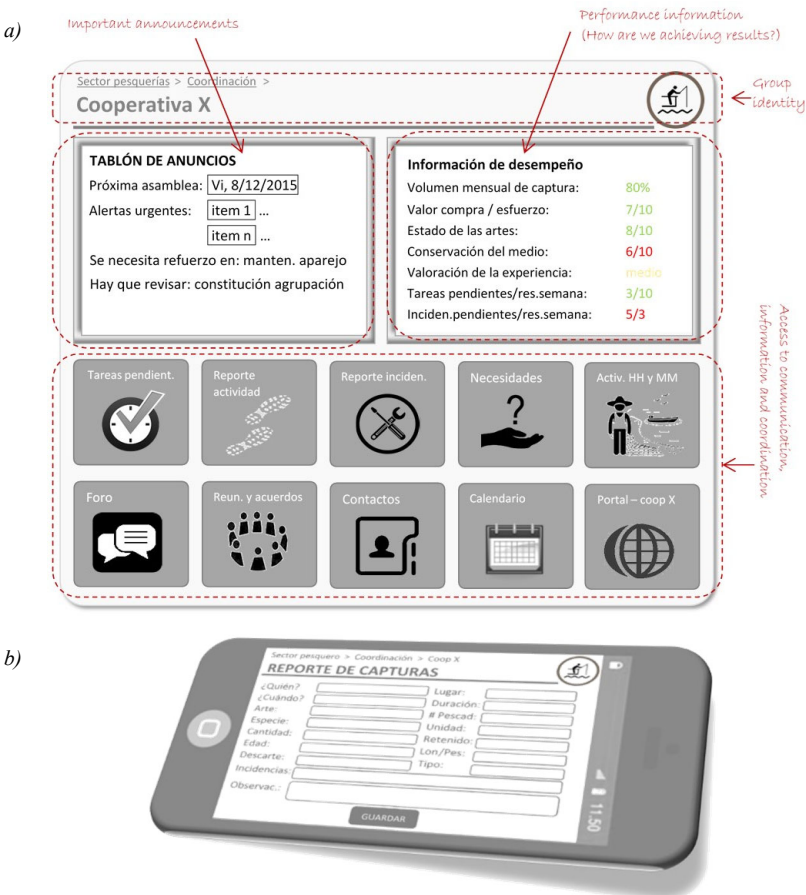 a)
Important announcements
Performance information
(How are we achieving results?)
Group
identity
Sector pesquerías > Coordinación >
Cooperativa X
TABLÓN DE ANUNCIOS
Próxima asamblea: Vi, 8/12/2015
Alertas urgentes: item 1 ...
item n ...
Se necesita refuerzo en: manten. aparejo
Hay que revisar: constitución agrupación
Información de desempeño
Volumen mensual de captura: 80%
Valor compra / esfuerzo: 7/10
Estado de las artes: 8/10
Conservación del medio: 6/10
Valoración de la experiencia: medio
Tareas pendientes/res.semana: 3/10
Inciden.pendientes/res.semana: 5/3
Access to communication,
information and coordination
Tareas pendient.
Reporte
actividad
Reporte inciden.
Necesidades
?
Activ. HH y MM
Foro
Reun. y acuerdos
Contactos
Calendario
Portal – coop X
b)
Sector pesquero > Coordinación > Coop X
REPORTE DE CAPTURAS
¿Quién? Lugar:
¿Cuándo? Duración:
Arte: # Pescad:
Especie: Unidad:
Cantidad: Retenido:
Edad: Lon/Pes:
Descarte: Tipo:
Incidencias:
Observac.:
GUARDAR
11.50